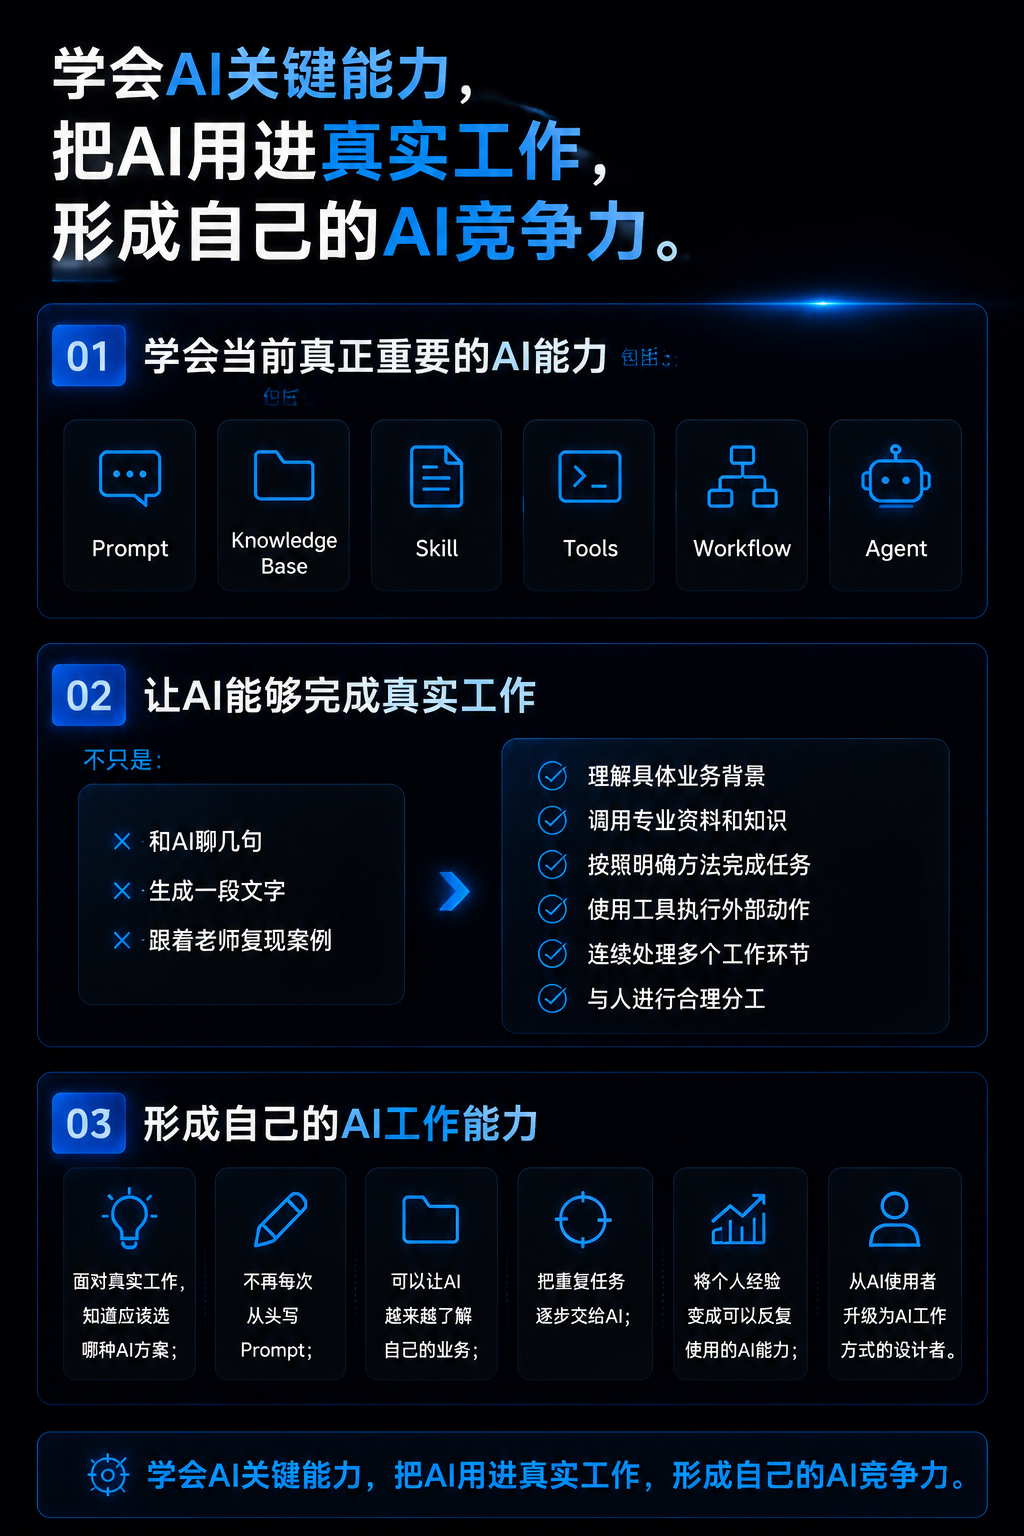 学会AI关键能力，
把AI用进真实工作，
形成自己的AI竞争力。
01
学会当前真正重要的AI能力
Prompt
Knowledge
Base
Skill
Tools
Workflow
Agent
02
让AI能够完成真实工作
不只是：
和AI聊几句
生成一段文字
跟着老师复现案例
理解具体业务背景
调用专业资料和知识
按照明确方法完成任务
使用工具执行外部动作
连续处理多个工作环节
与人进行合理分工
03
形成自己的AI工作能力
面对真实工作，
知道应该选
哪种AI方案；
不再每次
从头写
Prompt；
可以让AI
越来越了解
自己的业务；
把重复任务
逐步交给AI；
将个人经验
变成可以反复
使用的AI能力；
从AI使用者
升级为AI工作
方式的设计者。
学会AI关键能力，把AI用进真实工作，形成自己的AI竞争力。